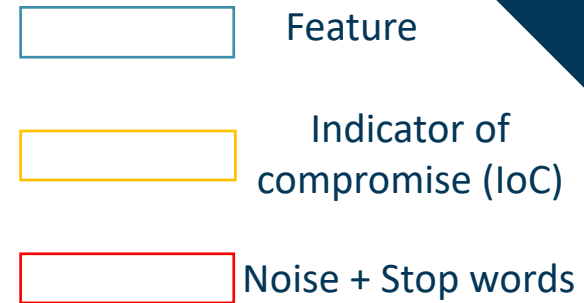 Feature
Indicator of
compromise (IoC)
Noise + Stop words